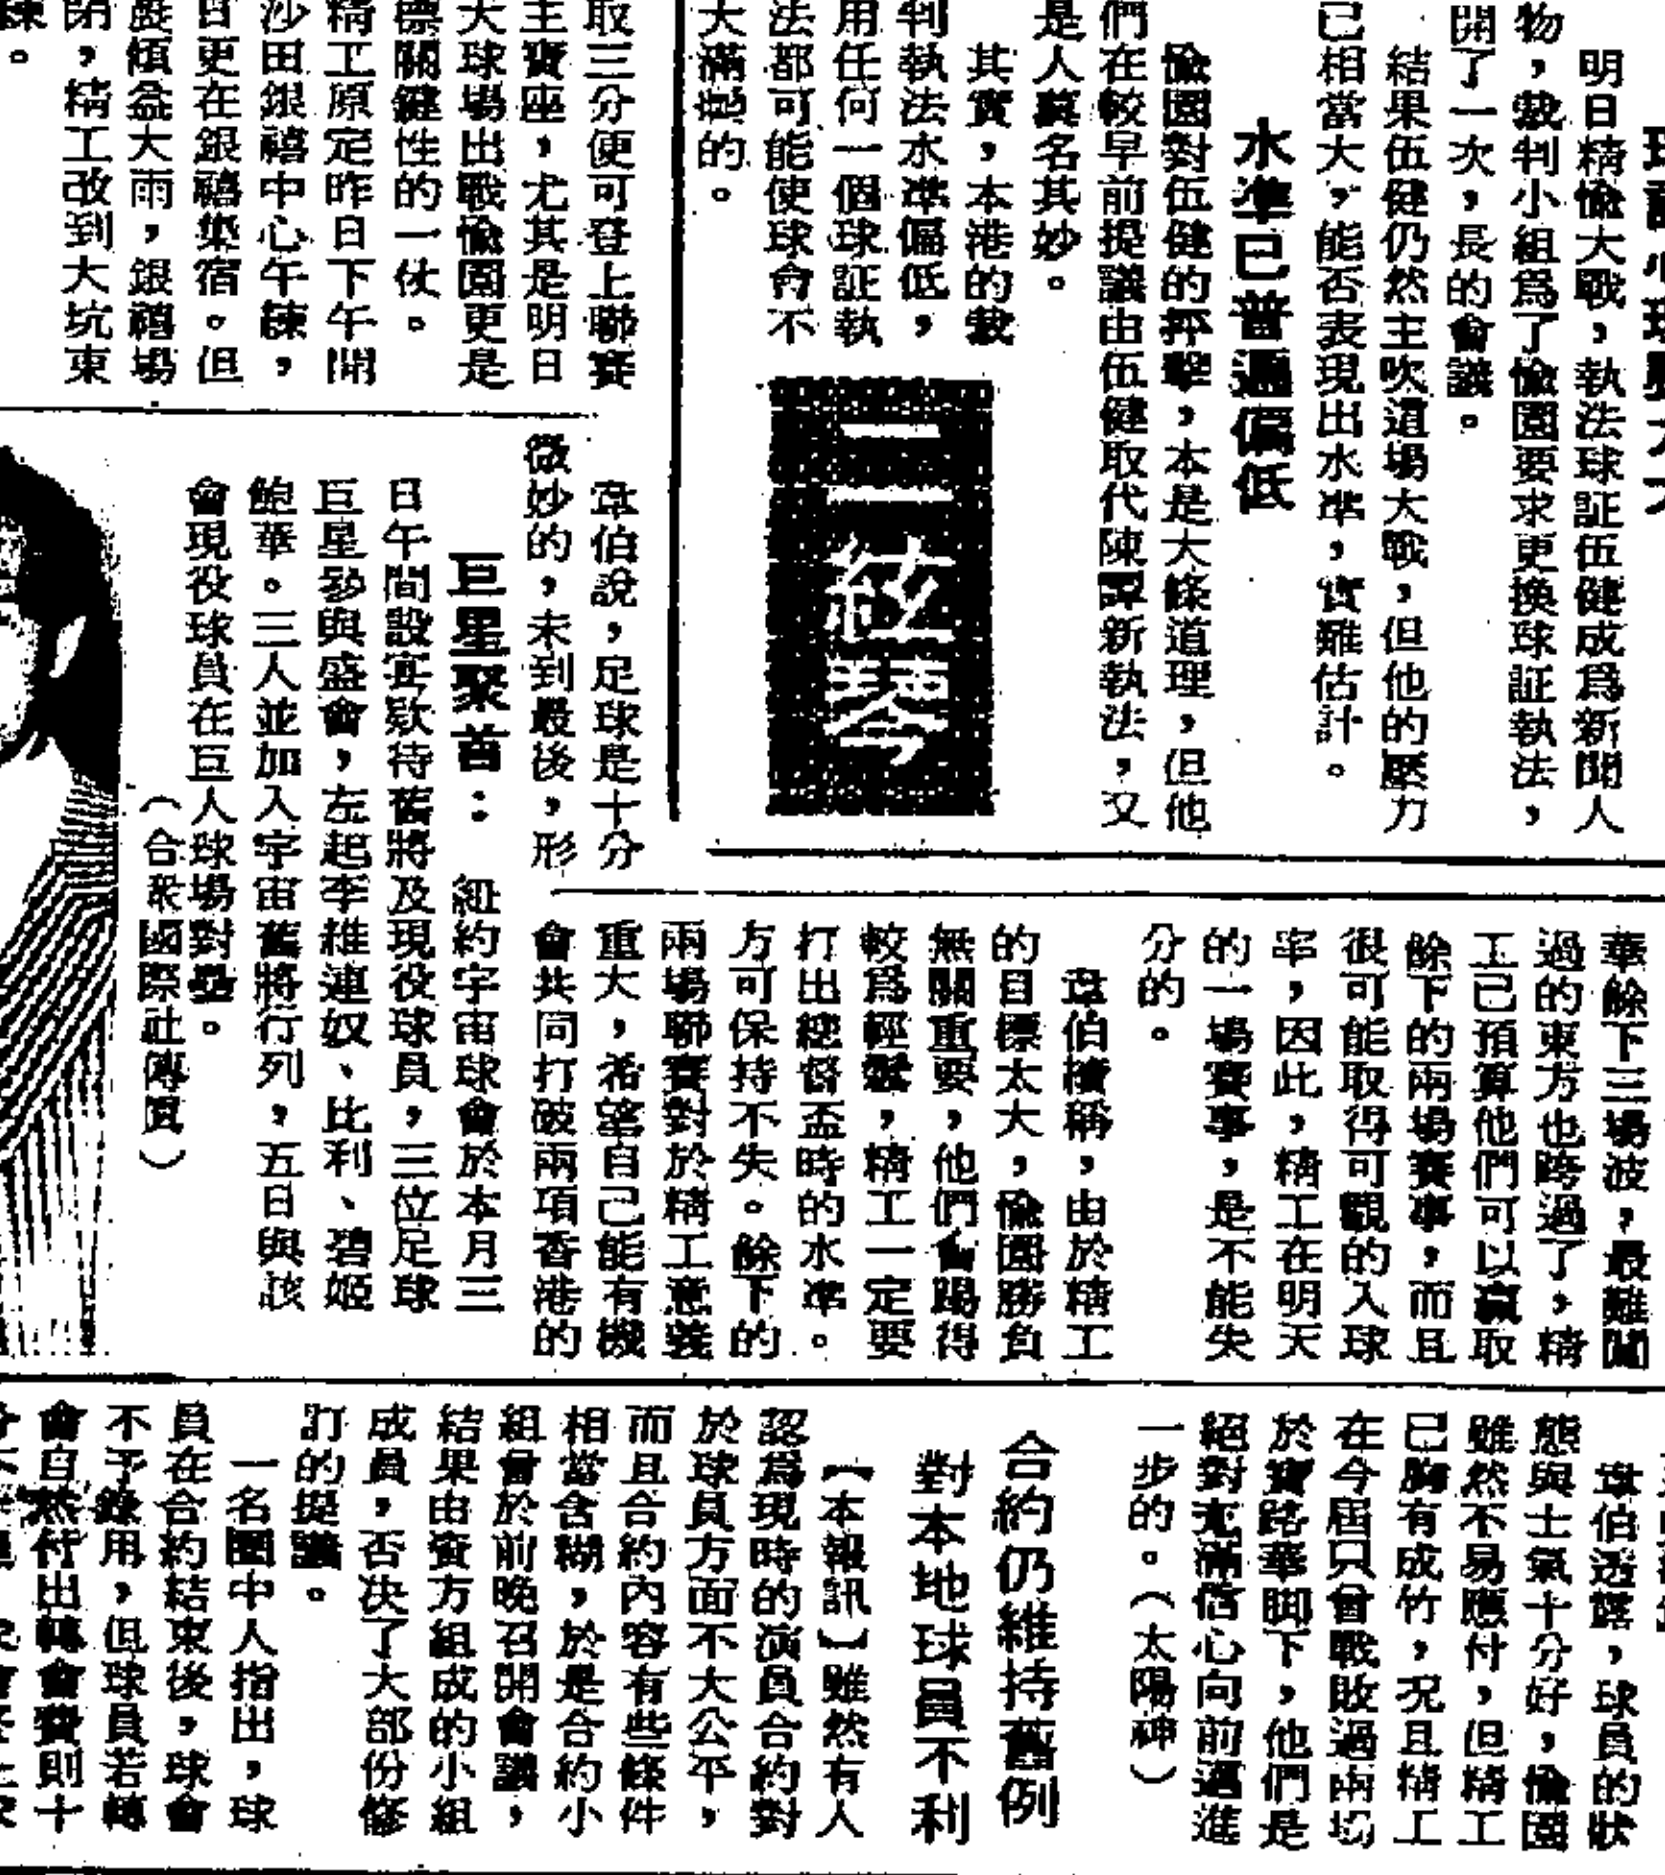 明日精愉大戰，執法球証伍健成為新聞人
物，裁判小組為了愉園要求更換球証執法，
開了一次，長的會議。
結果伍健仍然主吹這場大戰，但他的壓力
已相當大，能否表現出水準，實難估計。
水準已普遍偏低
愉園對伍健的抨擊，本是大條道理，但他
們在較早前提議由伍健取代陳譚新執法，又
是人莫名其妙。
其實，本港的裁
判執法水準偏低，
用任何一個球証執
法都可能使球會不
大滿意的。
二絃琴
取三分便可登上聯賽
主寶座，尤其是明日
大球場出戰愉園更是
標關鍵性的一仗。
精工原定昨日下午開
沙田銀禧中心午練，
日更在銀禧集宿。但
晨傾盆大雨，銀禧場
閉，精工改到大坑東
練。
韋伯說，足球是十分
微妙的，未到最後，形
巨星聚首：紐約宇宙球會於本月三
日午間設宴欵待舊將及現役球員，三位足球
巨星參與盛會，左起李維連奴、比利、碧姬
鮑華。三人並加入宇宙舊將行列，五日與該
會現役球員在巨人球場對壘。
（合衆國際社傳眞）
華餘下三場波，最難闖
過的東方也跨過了，精
工已預算他們可以贏取
餘下的兩場賽事，而且
很可能取得可觀的入球
率，因此，精工在明天
的一場賽事，是不能失
分的。
韋伯續稱，由於精工
的目標太大，愉園勝負
無關重要，他們會踢得
較為輕鬆，精工一定要
打出總督盃時的水準。
方可保持不失。餘下的
兩場聯賽對於精工意義
重大，希望自己能有機
會共同打破兩項香港的
韋伯透露，球員的狀
態與士氣十分好，愉園
雖然不易應付，但精工
已胸有成竹，況且精工
在今屆只會戰敗過兩場
於寶路華脚下，他們是
絕對充滿信心向前邁進
一步的。（太陽神）
合約仍維持舊例
對本地球員不利
【本報訊】雖然有人
認為現時的演員合約對
於球員方面不大公平，
而且合約內容有些條件
相當含糊，於是合約小
組會於前晚召開會議，
結果由資方組成的小組
成員，否决了大部份修
訂的提議。
一名圈中人指出，球
員在合約結束後，球會
不予錄用，但球員若轉
會自然付出轉會費則十